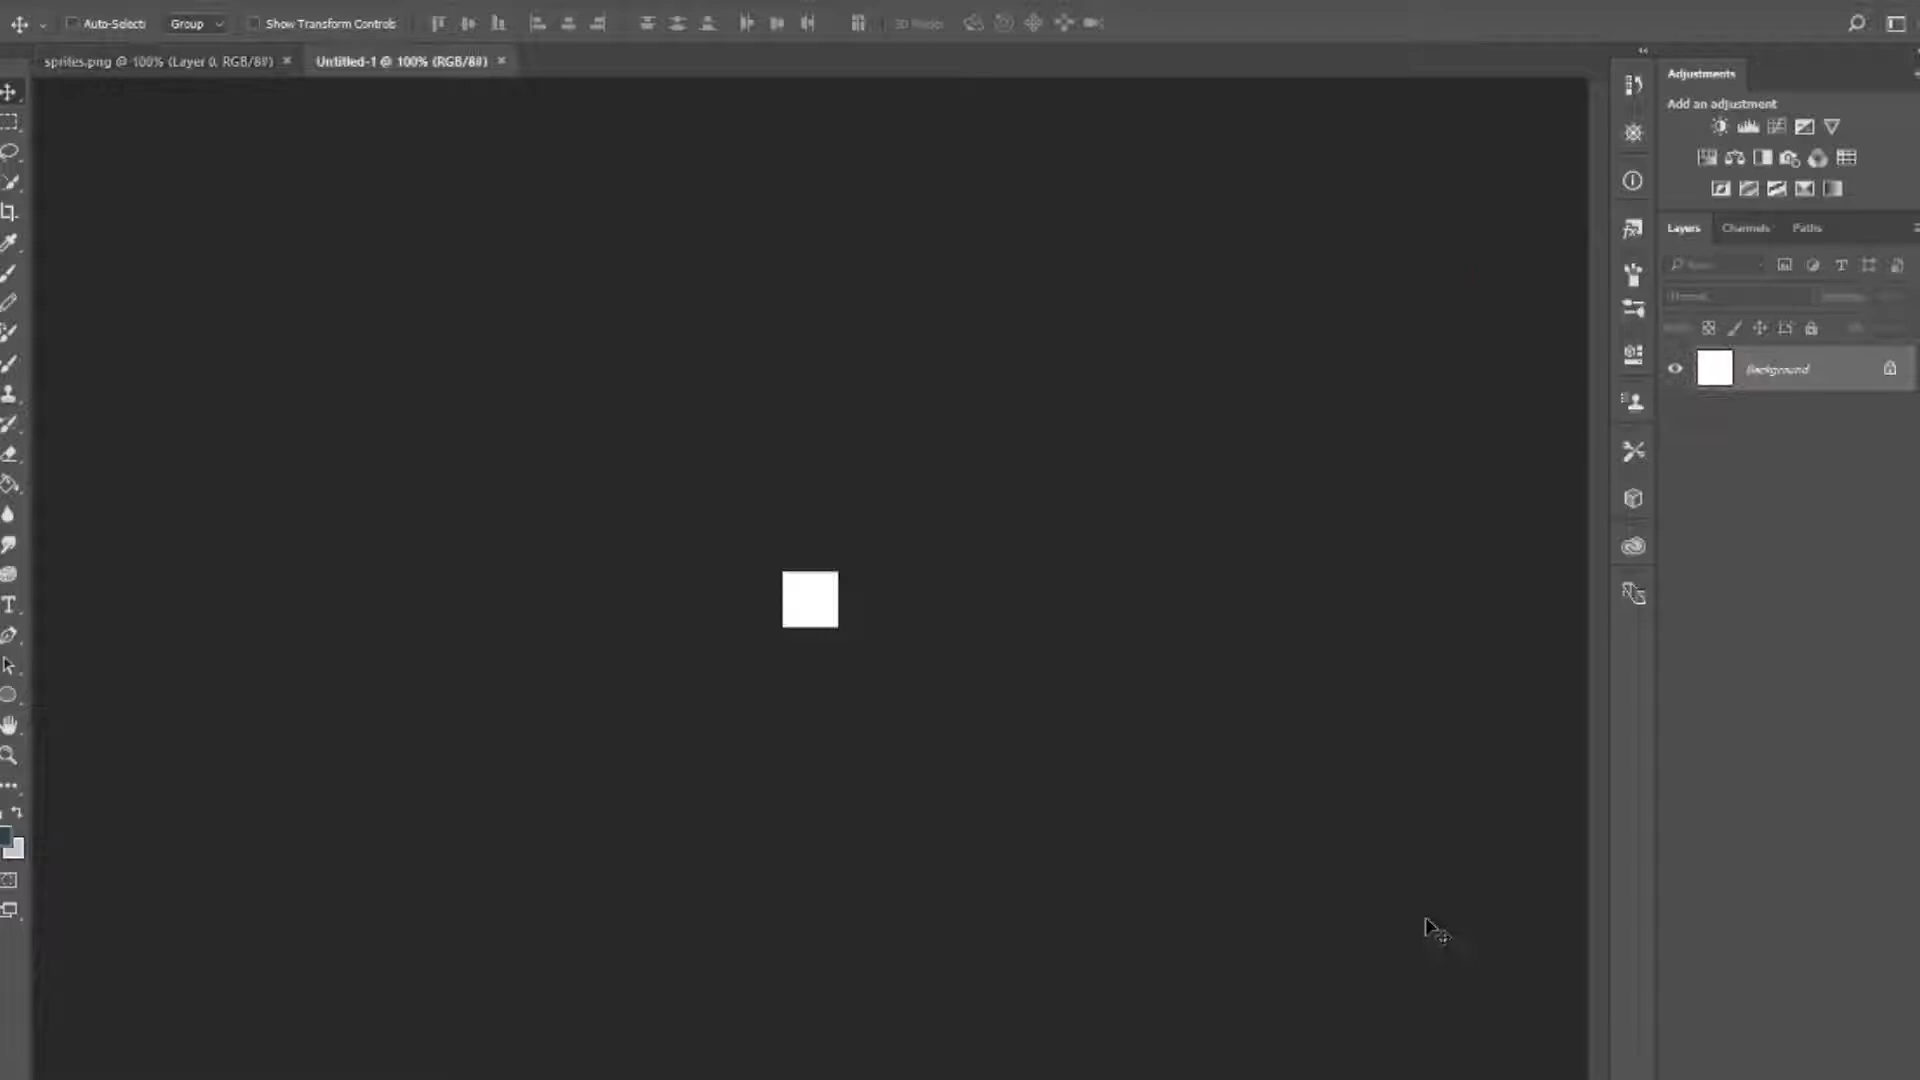 Auto-Select: Group Show Transform Controls
sprites.png @ 100% (Layer 0, RGB/8#) × Untitled-1 @ 100% (RGB/8#) ×
Adjustments
Add an adjustment
Layers Channels Paths
Background